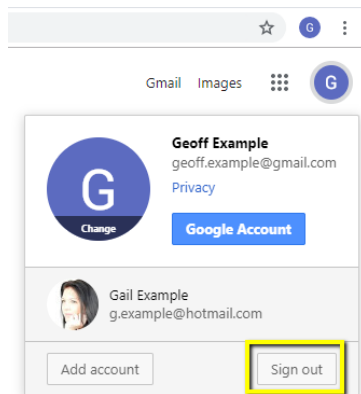 G
Gmail Images
G
Geoff Example
geoff.example@gmail.com
Privacy
Google Account
G
Change
Gail Example
g.example@hotmail.com
Add account
Sign out